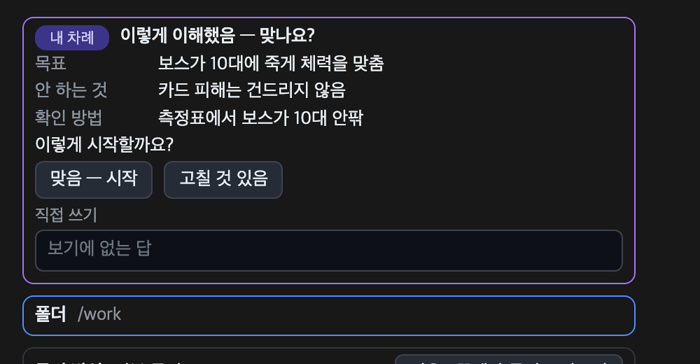 내 차례 이렇게 이해했음 — 맞나요?
목표 보스가 10대에 죽게 체력을 맞춤
안 하는 것 카드 피해는 건드리지 않음
확인 방법 측정표에서 보스가 10대 안팎
이렇게 시작할까요?
맞음 — 시작 고칠 것 있음
직접 쓰기
보기에 없는 답
폴더 /work